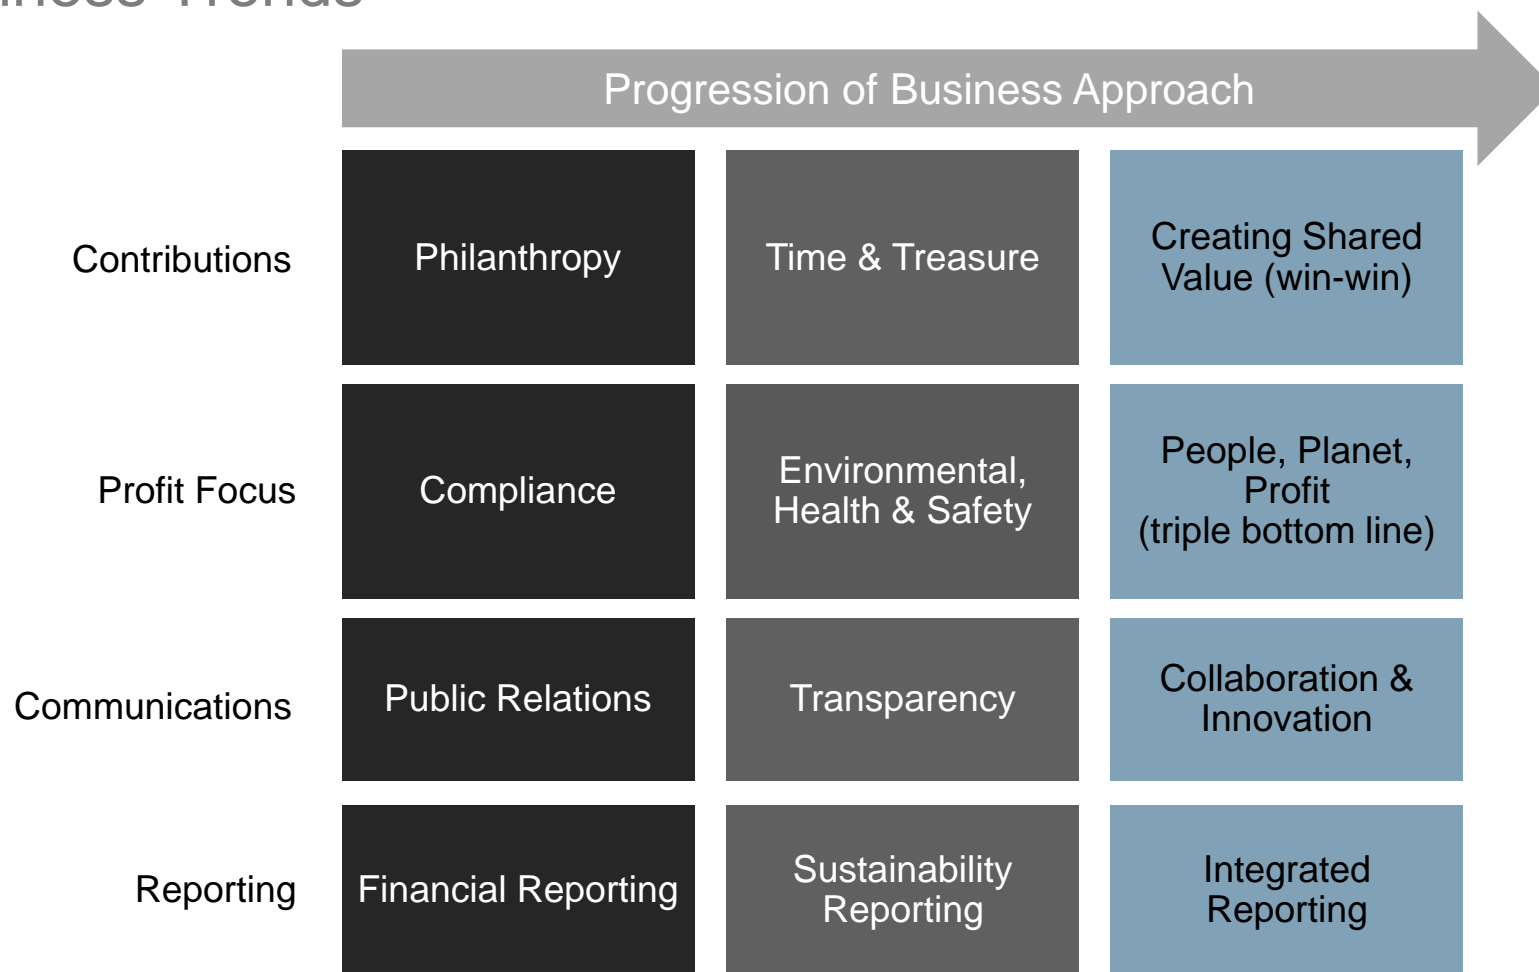 Trends
Progression of Business Approach
Contributions
Philanthropy
Time & Treasure
Creating Shared
Value (win-win)
Profit Focus
Compliance
Environmental,
Health & Safety
People, Planet,
Profit
(triple bottom line)
Communications
Public Relations
Transparency
Collaboration &
Innovation
Reporting
Financial Reporting
Sustainability
Reporting
Integrated
Reporting